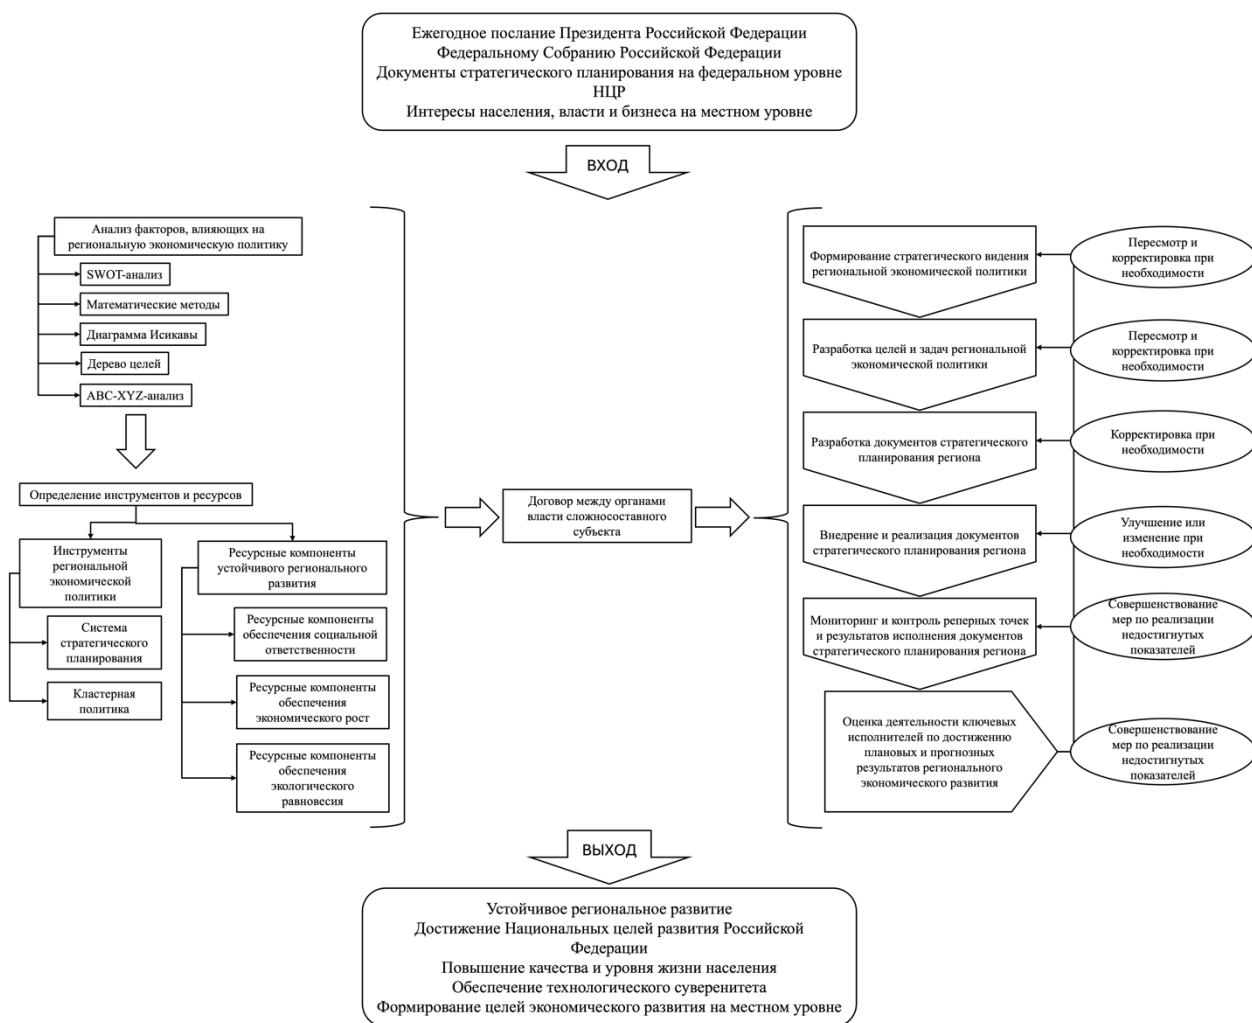 Ежегодное послание Президента Российской Федерации
Федеральному Собранию Российской Федерации
Документы стратегического планирования на федеральном уровне
НЦР
Интересы населения, власти и бизнеса на местном уровне
ВХОД
Анализ факторов, влияющих на
региональную экономическую политику
SWOT-анализ
Математические методы
Диаграмма Исикавы
Дерево целей
ABC-XYZ-анализ
Определение инструментов и ресурсов
Инструменты
региональной
экономической
политики
Система
стратегического
планирования
Кластерная
политика
Ресурсные компоненты
устойчивого регионального
развития
Ресурсные компоненты
обеспечения социальной
ответственности
Ресурсные компоненты
обеспечения
экономического рост
Ресурсные компоненты
обеспечения
экологического
равновесия
Договор между органами
власти сложносоставного
субъекта
Формирование стратегического видения
региональной экономической политики
Пересмотр и
корректировка при
необходимости
Разработка целей и задач региональной
экономической политики
Пересмотр и
корректировка при
необходимости
Разработка документов стратегического
планирования региона
Корректировка при
необходимости
Внедрение и реализация документов
стратегического планирования региона
Улучшение или
изменение при
необходимости
Мониторинг и контроль реперных точек
и результатов исполнения документов
стратегического планирования региона
Совершенствование
мер по реализации
недостигнутых
показателей
Оценка деятельности ключевых
исполнителей по достижению
плановых и прогнозных
результатов регионального
экономического развития
Совершенствование
мер по реализации
недостигнутых
показателей
ВЫХОД
Устойчивое региональное развитие
Достижение Национальных целей развития Российской
Федерации
Повышение качества и уровня жизни населения
Обеспечение технологического суверенитета
Формирование целей экономического развития на местном уровне